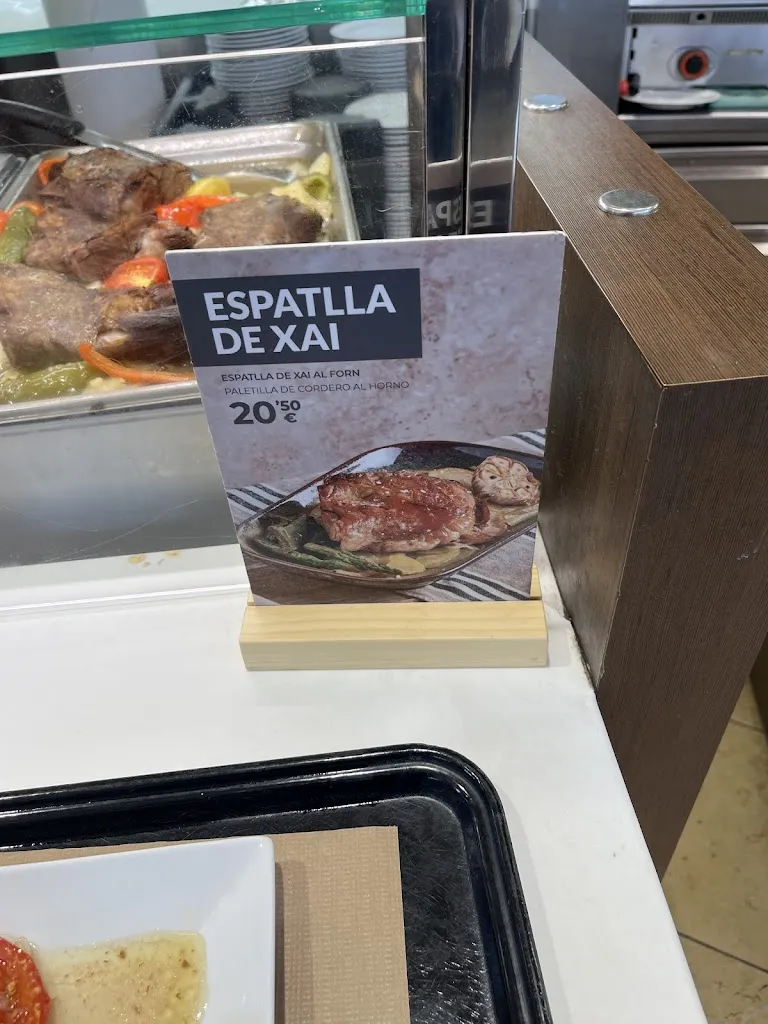 ESPATLLA
DE XAI
ESPATLLA DE XAI AL FORN
PALETILLA DE CORDERO AL HORNO
20'50
€